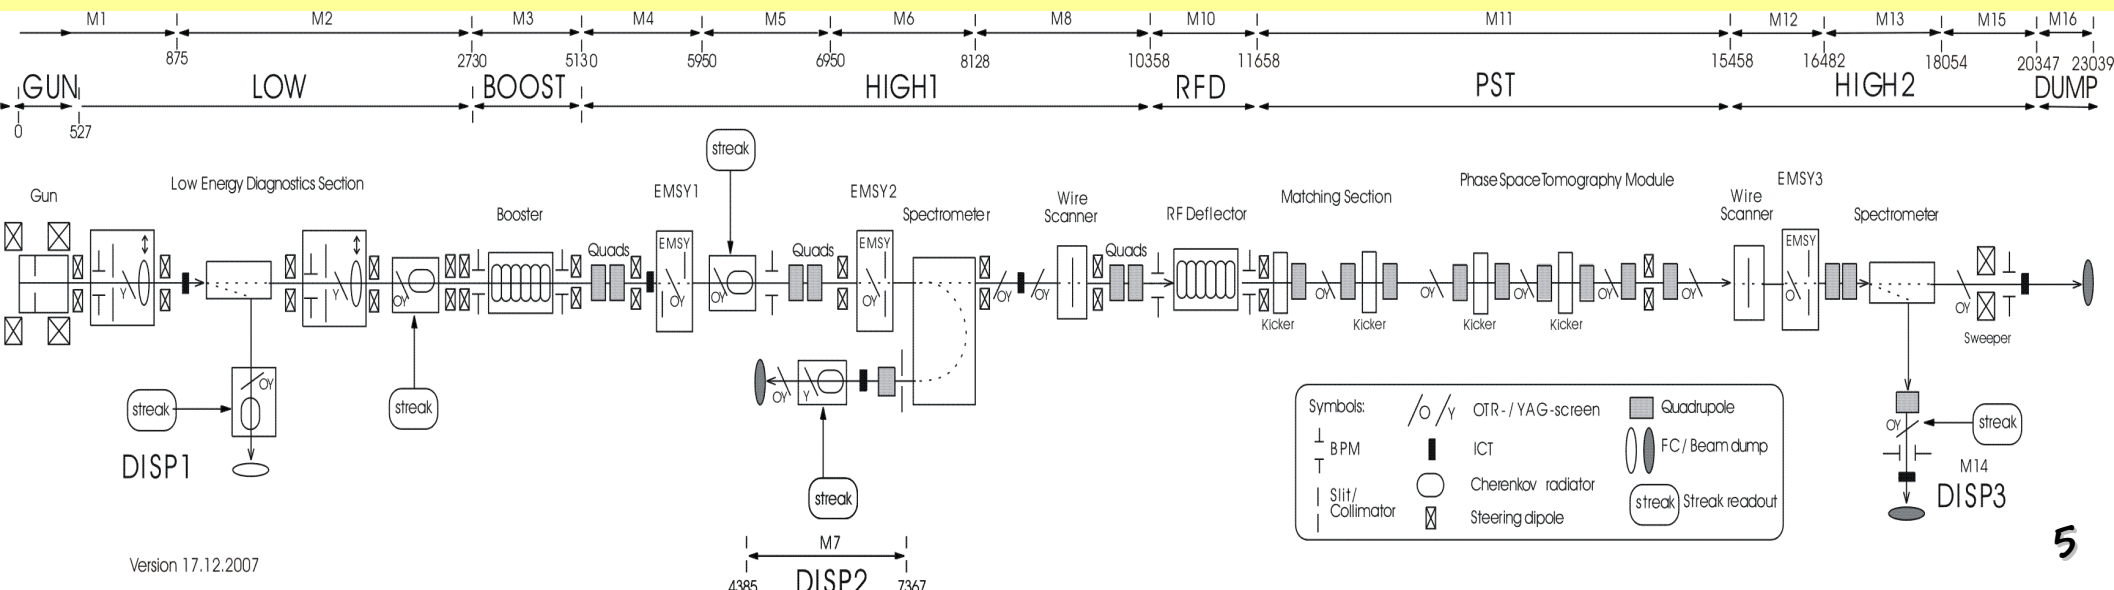 M1 M2 M3 M4 M5 M6 M8 M10 M11 M12 M13 M15 M16
875 2730 5130 5950 6950 8128 10358 11658 15458 16482 18054 20347 23039
GUN LOW BOOST HIGH1 RFD PST HIGH2 DUMP
0 527
streak
Low Energy Diagnostics Section
Phase Space Tomography Module
EMSY1 EMSY2 EMSY3
Gun
Booster
Spectrometer
Wire
Scanner
RF Deflector
Matching Section
Wire
Scanner
Spectrometer
Quads Quads Quads
EMSY EMSY EMSY
Y Y OY OY OY OY OY OY OY OY OY OY OY O OY
Kicker Kicker Kicker Kicker
Sweeper
OY
streak
streak
OY Y
streak
DISP1
OY
streak
M14
DISP3
Symbols:
O Y OTR- / YAG-screen
Quadrupole
BPM
ICT
FC / Beam dump
Slit/
Collimator
Cherenkov radiator
streak Streak readout
Steering dipole
M7
4385 DISP2 7367
Version 17.12.2007
5